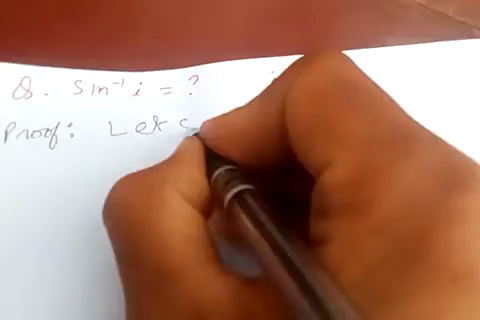 Q. Sin⁻¹ i = ?
Proof: Let S